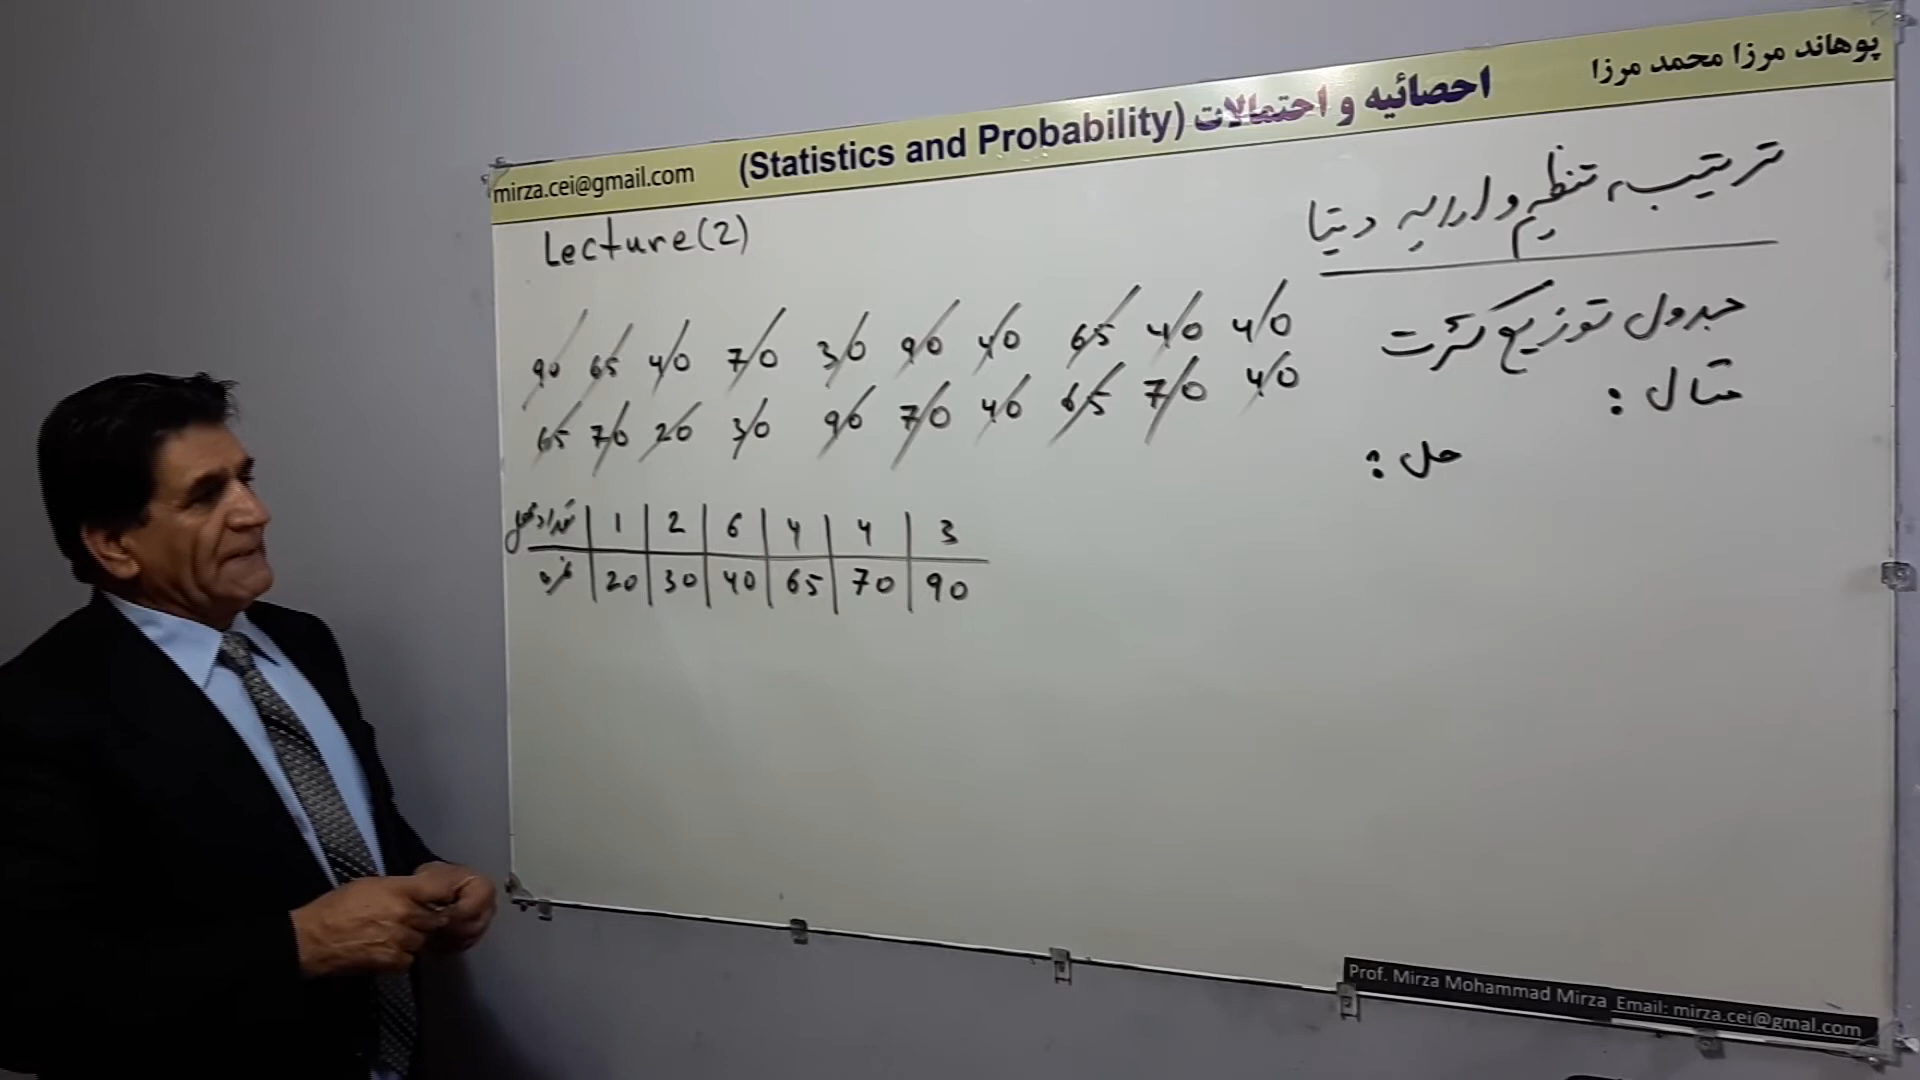 پوهاند مرزا محمد مرزا
احصائیه و احتمالات (Statistics and Probability)
mirza.cei@gmail.com
Lecture (2)
ترتیب، تنظیم و ارایه دیتا
جدول توزیع کثرت
مثال :
حل :
90 65 40 70 30 90 40 65 40 40
65 70 20 30 90 70 40 65 70 40
تعداد محصل 1 2 6 4 4 3
نمره 20 30 40 65 70 90
Prof. Mirza Mohammad Mirza Email: mirza.cei@gmal.com